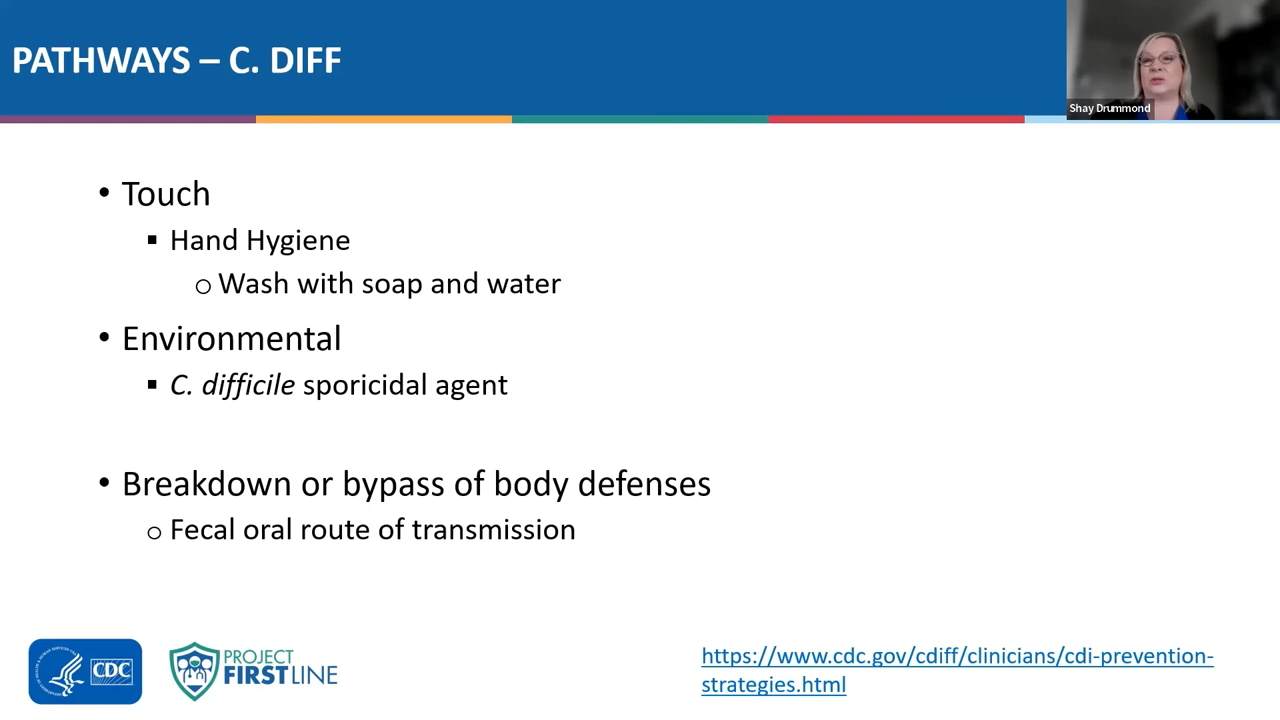 PATHWAYS – C. DIFF
Shay Drummond
• Touch
▪ Hand Hygiene
o Wash with soap and water
• Environmental
▪ C. difficile sporicidal agent
• Breakdown or bypass of body defenses
o Fecal oral route of transmission
CDC
PROJECT
FIRSTLINE
https://www.cdc.gov/cdiff/clinicians/cdi-prevention-
strategies.html